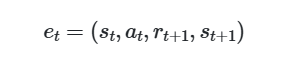 e_t = (s_t, a_t, r_{t+1}, s_{t+1})